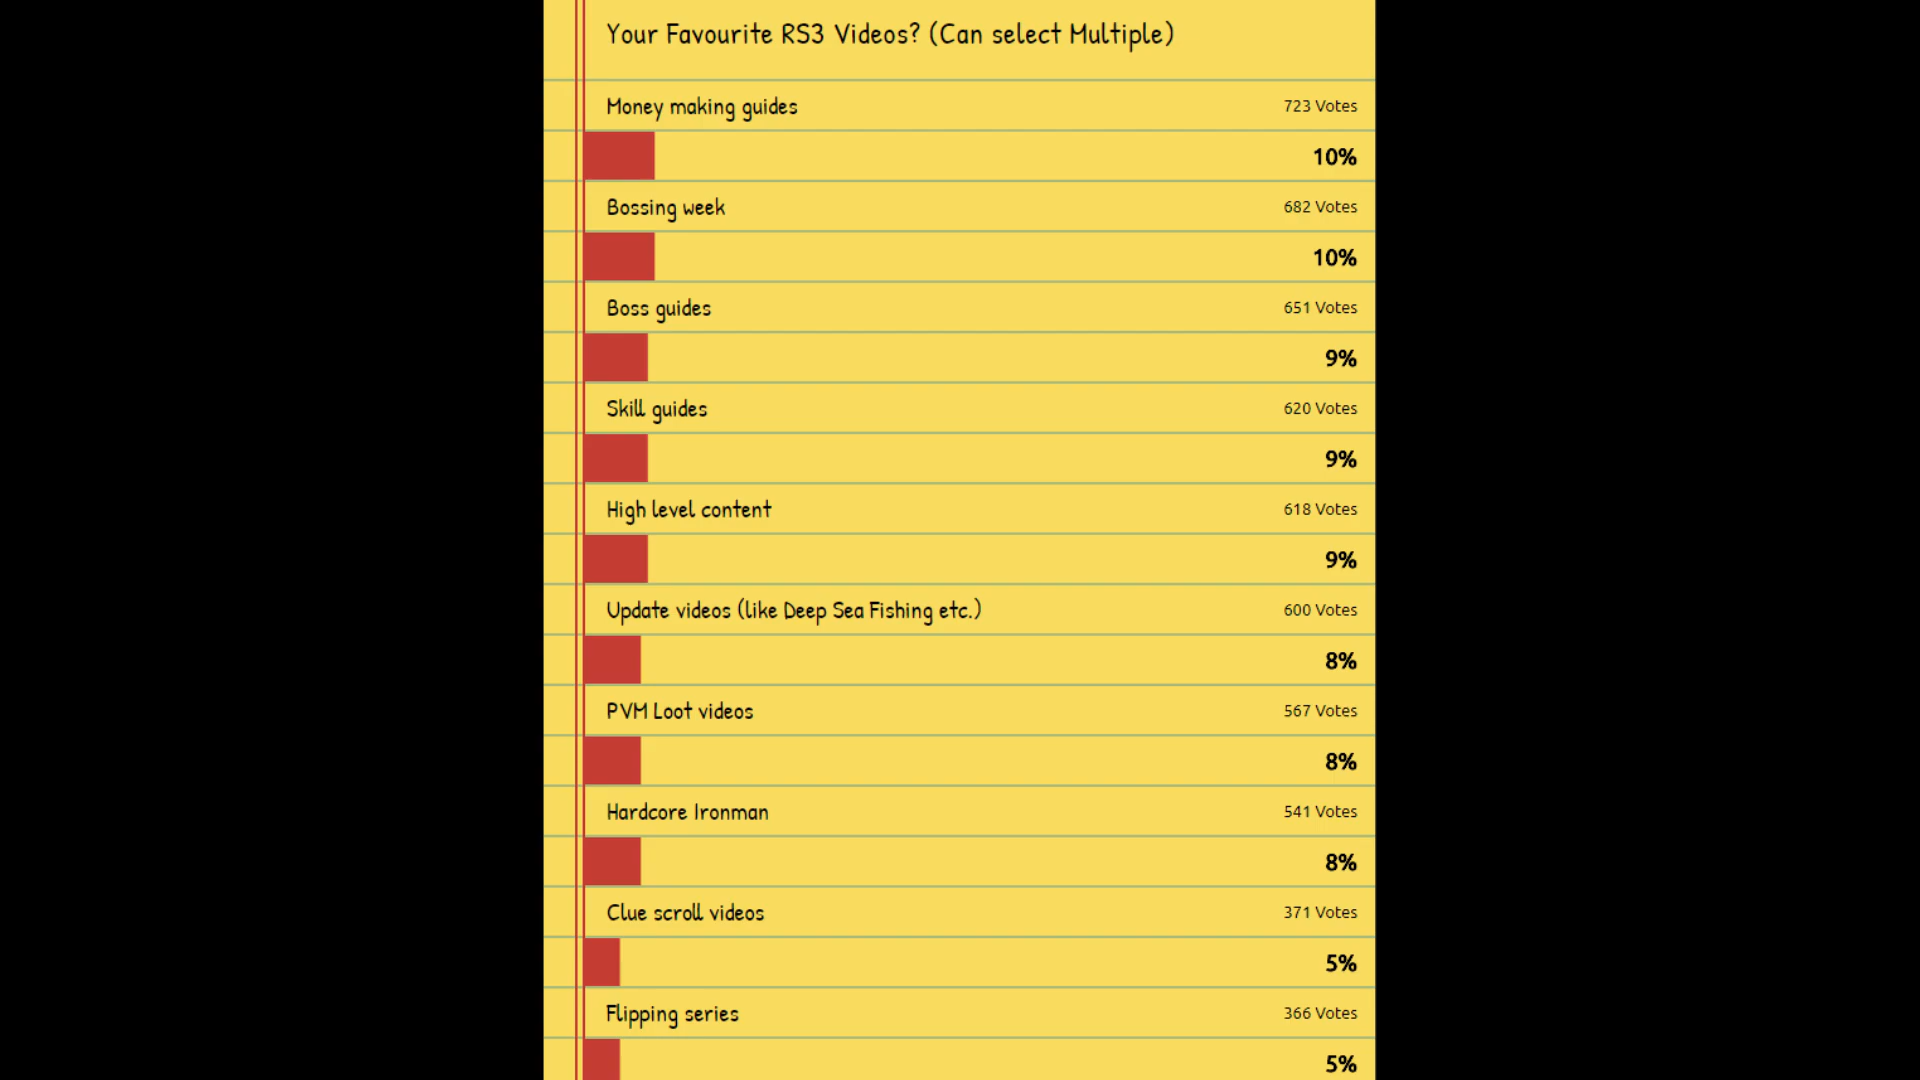 Your Favourite RS3 Videos? (Can select Multiple)
Money making guides 723 Votes
10%
Bossing week 682 Votes
10%
Boss guides 651 Votes
9%
Skill guides 620 Votes
9%
High level content 618 Votes
9%
Update videos (like Deep Sea Fishing etc.) 600 Votes
8%
PVM Loot videos 567 Votes
8%
Hardcore Ironman 541 Votes
8%
Clue scroll videos 371 Votes
5%
Flipping series 366 Votes
5%